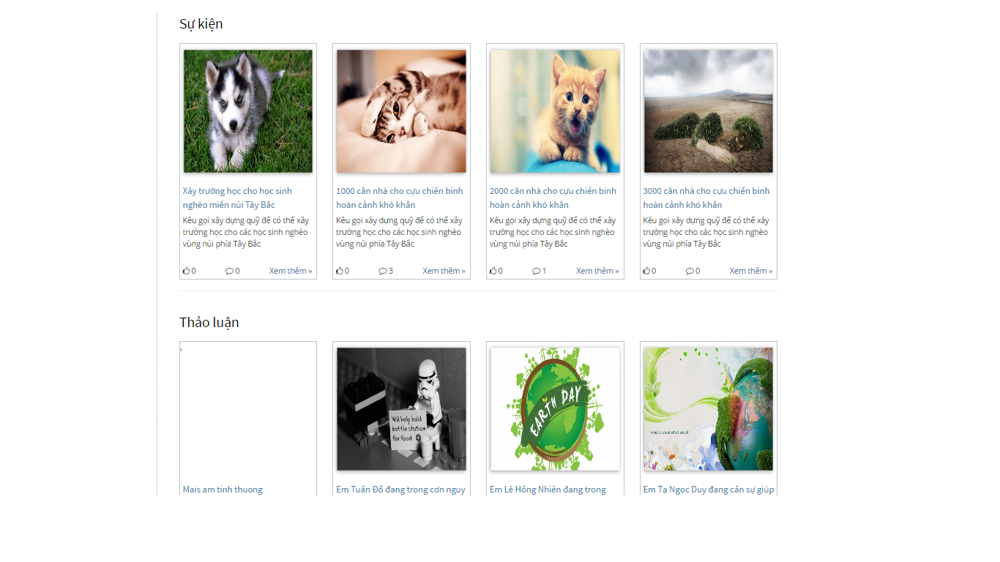 Sự kiện
Xây trường học cho học sinh
nghèo miền núi Tây Bắc
Kêu gọi xây dựng quỹ để có thể xây
trường học cho các học sinh nghèo
vùng núi phía Tây Bắc
0 0 Xem thêm »
1000 căn nhà cho cựu chiến binh
hoàn cảnh khó khăn
Kêu gọi xây dựng quỹ để có thể xây
trường học cho các học sinh nghèo
vùng núi phía Tây Bắc
0 3 Xem thêm »
2000 căn nhà cho cựu chiến binh
hoàn cảnh khó khăn
Kêu gọi xây dựng quỹ để có thể xây
trường học cho các học sinh nghèo
vùng núi phía Tây Bắc
0 1 Xem thêm »
3000 căn nhà cho cựu chiến binh
hoàn cảnh khó khăn
Kêu gọi xây dựng quỹ để có thể xây
trường học cho các học sinh nghèo
vùng núi phía Tây Bắc
0 0 Xem thêm »
Thảo luận
Mais am tinh thuong
Will help build
battle station
for food
Em Tuấn Đổ đang trong cơn nguy
EARTH DAY
Em Lê Hồng Nhiên đang trong
what a wonderfull world
Em Tạ Ngọc Duy đang cần sự giúp